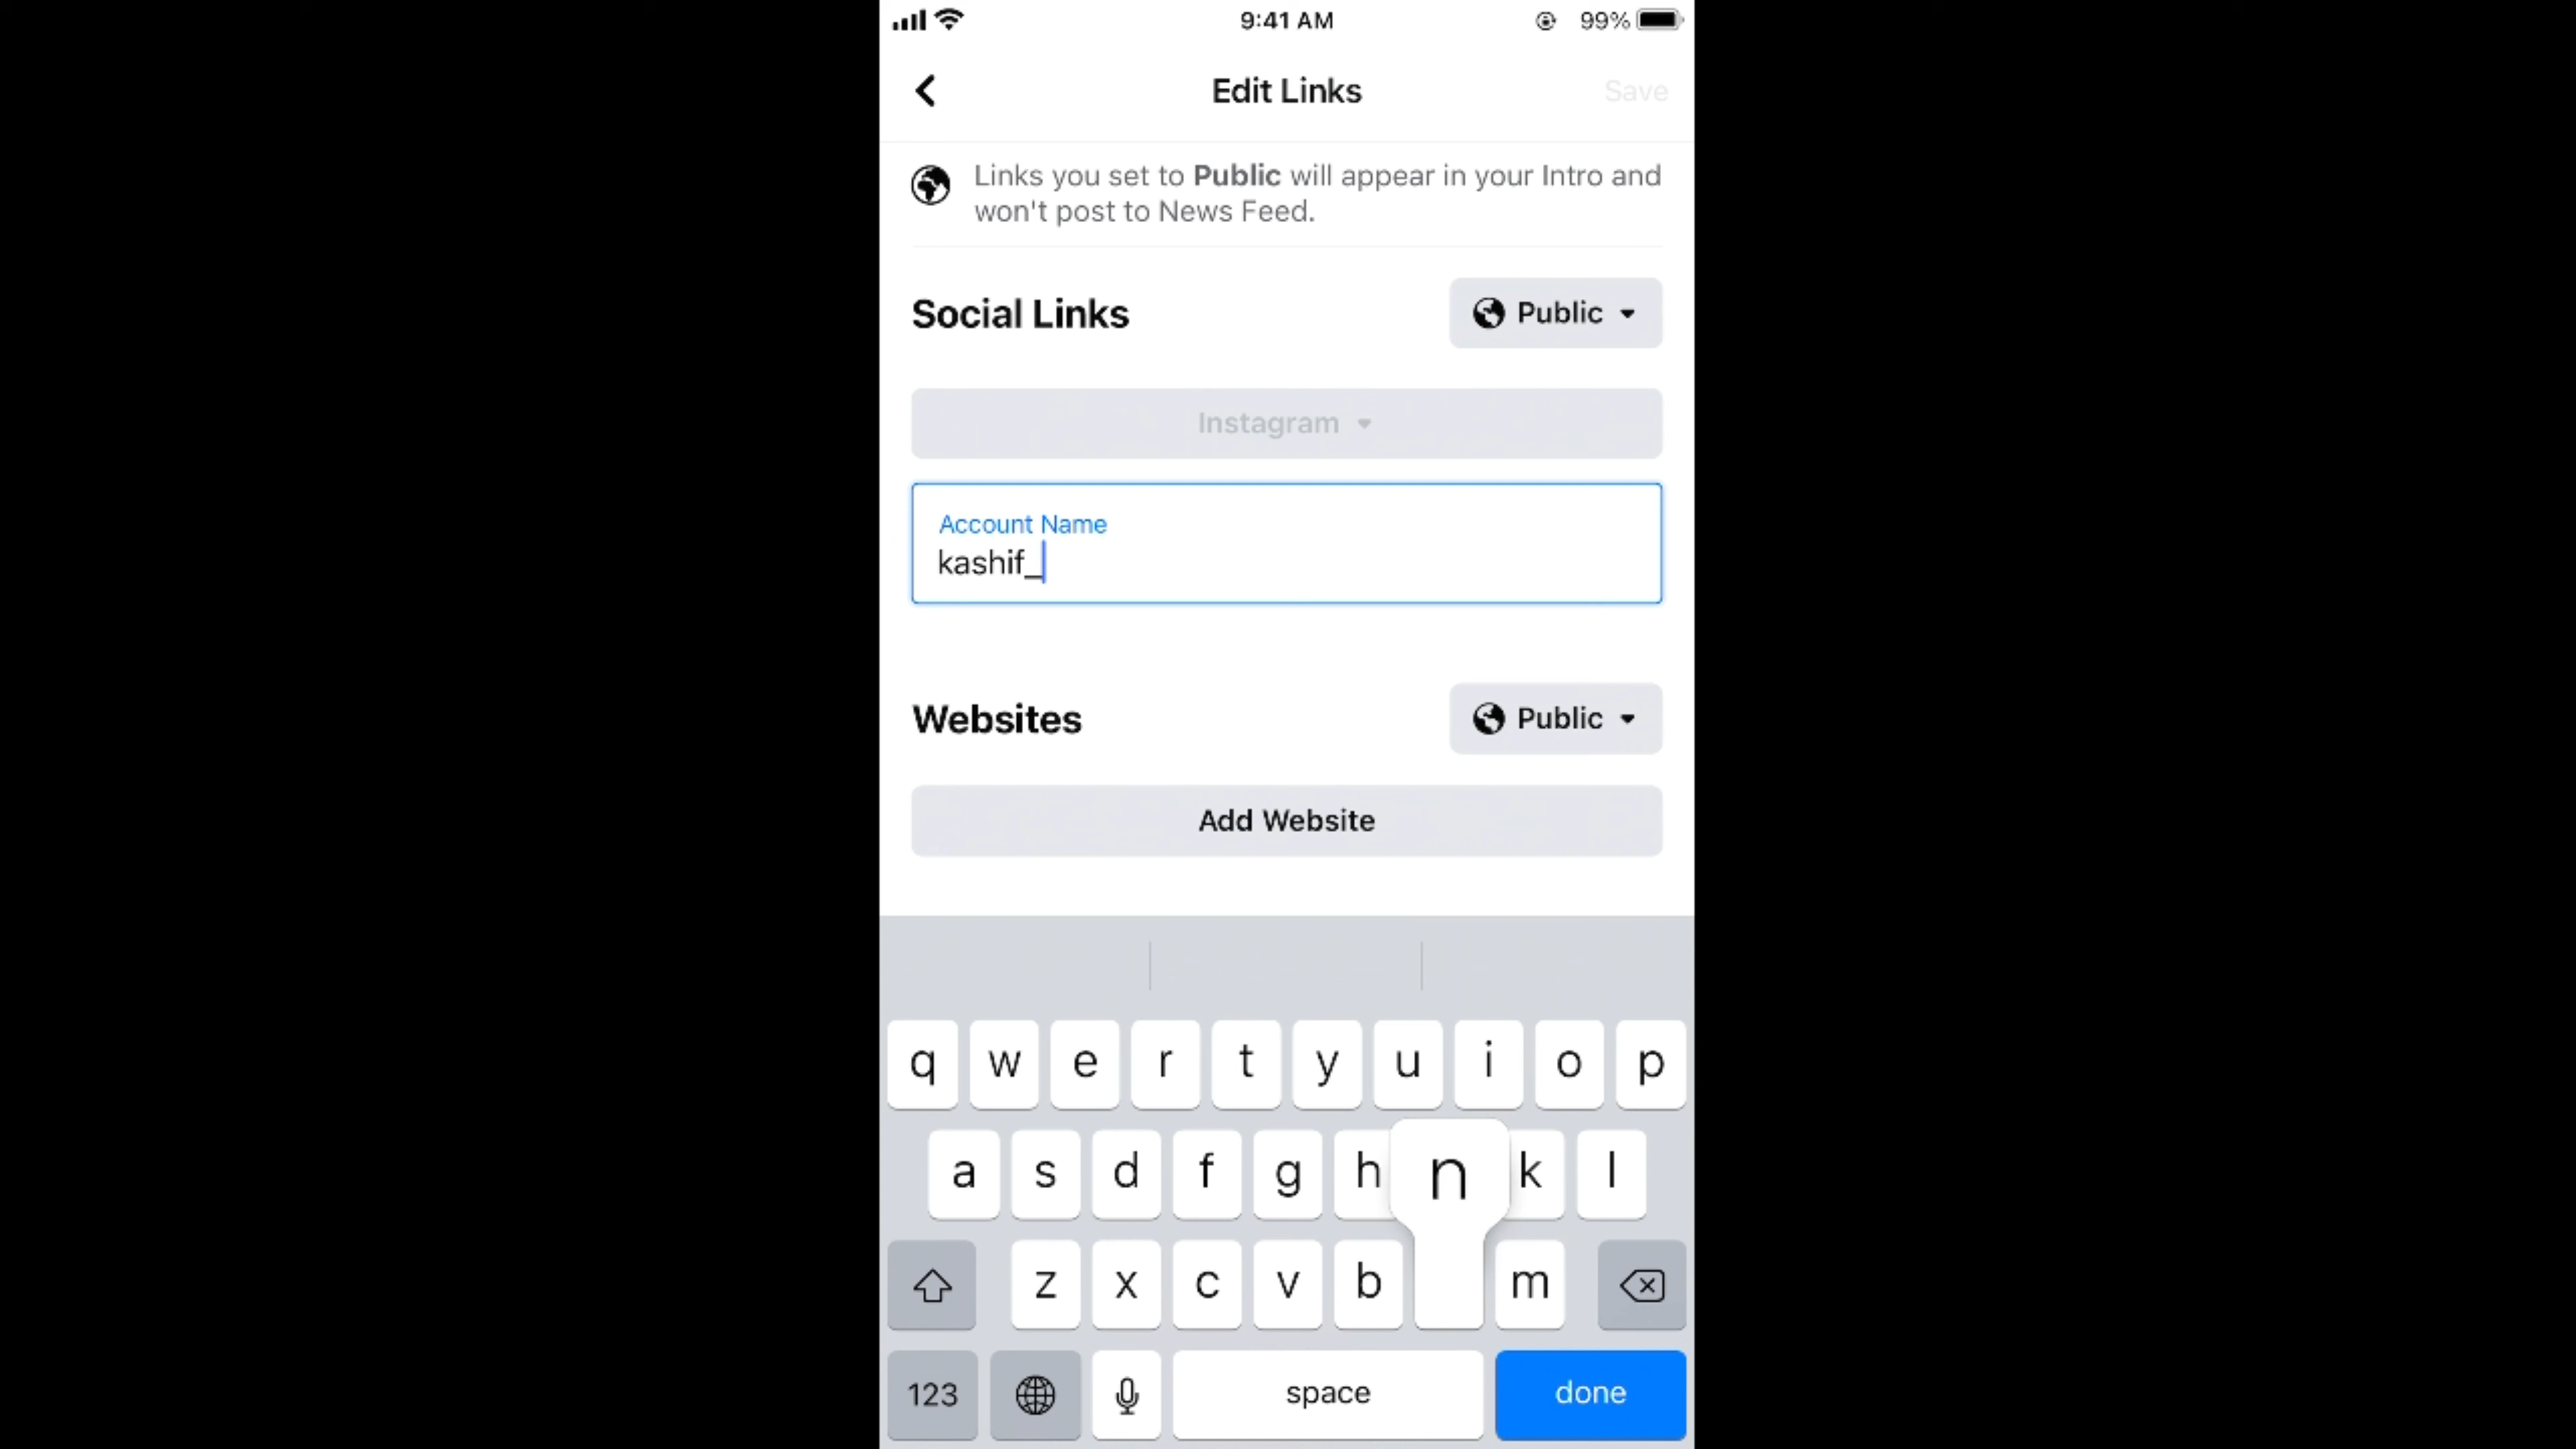 9:41 AM
99%
Edit Links
Save
Links you set to Public will appear in your Intro and
won't post to News Feed.
Social Links
Public
Instagram
Account Name
kashif_
Websites
Public
Add Website
q w e r t y u i o p
a s d f g h n k l
z x c v b m
123
space
done